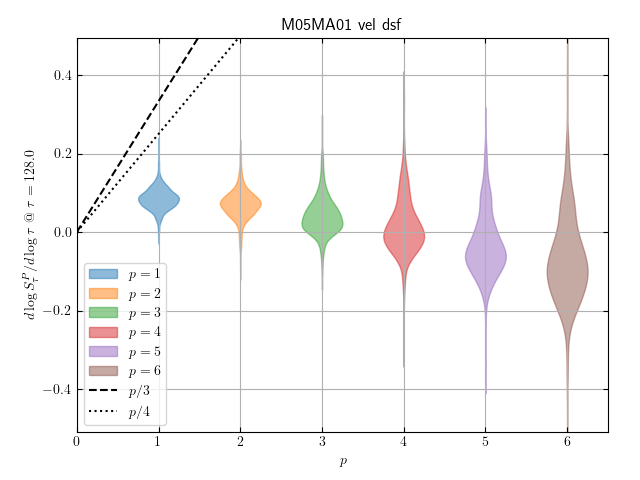 M05MA01 vel dsf
d log S_τ^P / d log τ @ τ = 128.0
0.4
0.2
0.0
−0.2
−0.4
p = 1
p = 2
p = 3
p = 4
p = 5
p = 6
p/3
p/4
0 1 2 3 4 5 6
p